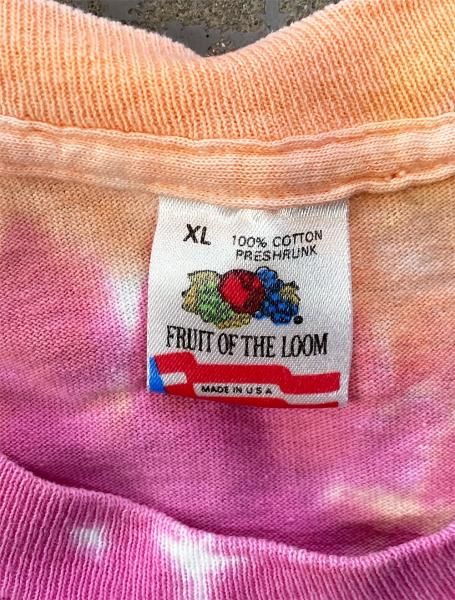 XL
100% COTTON
PRESHRUNK
FRUIT OF THE LOOM
MADE IN U S A